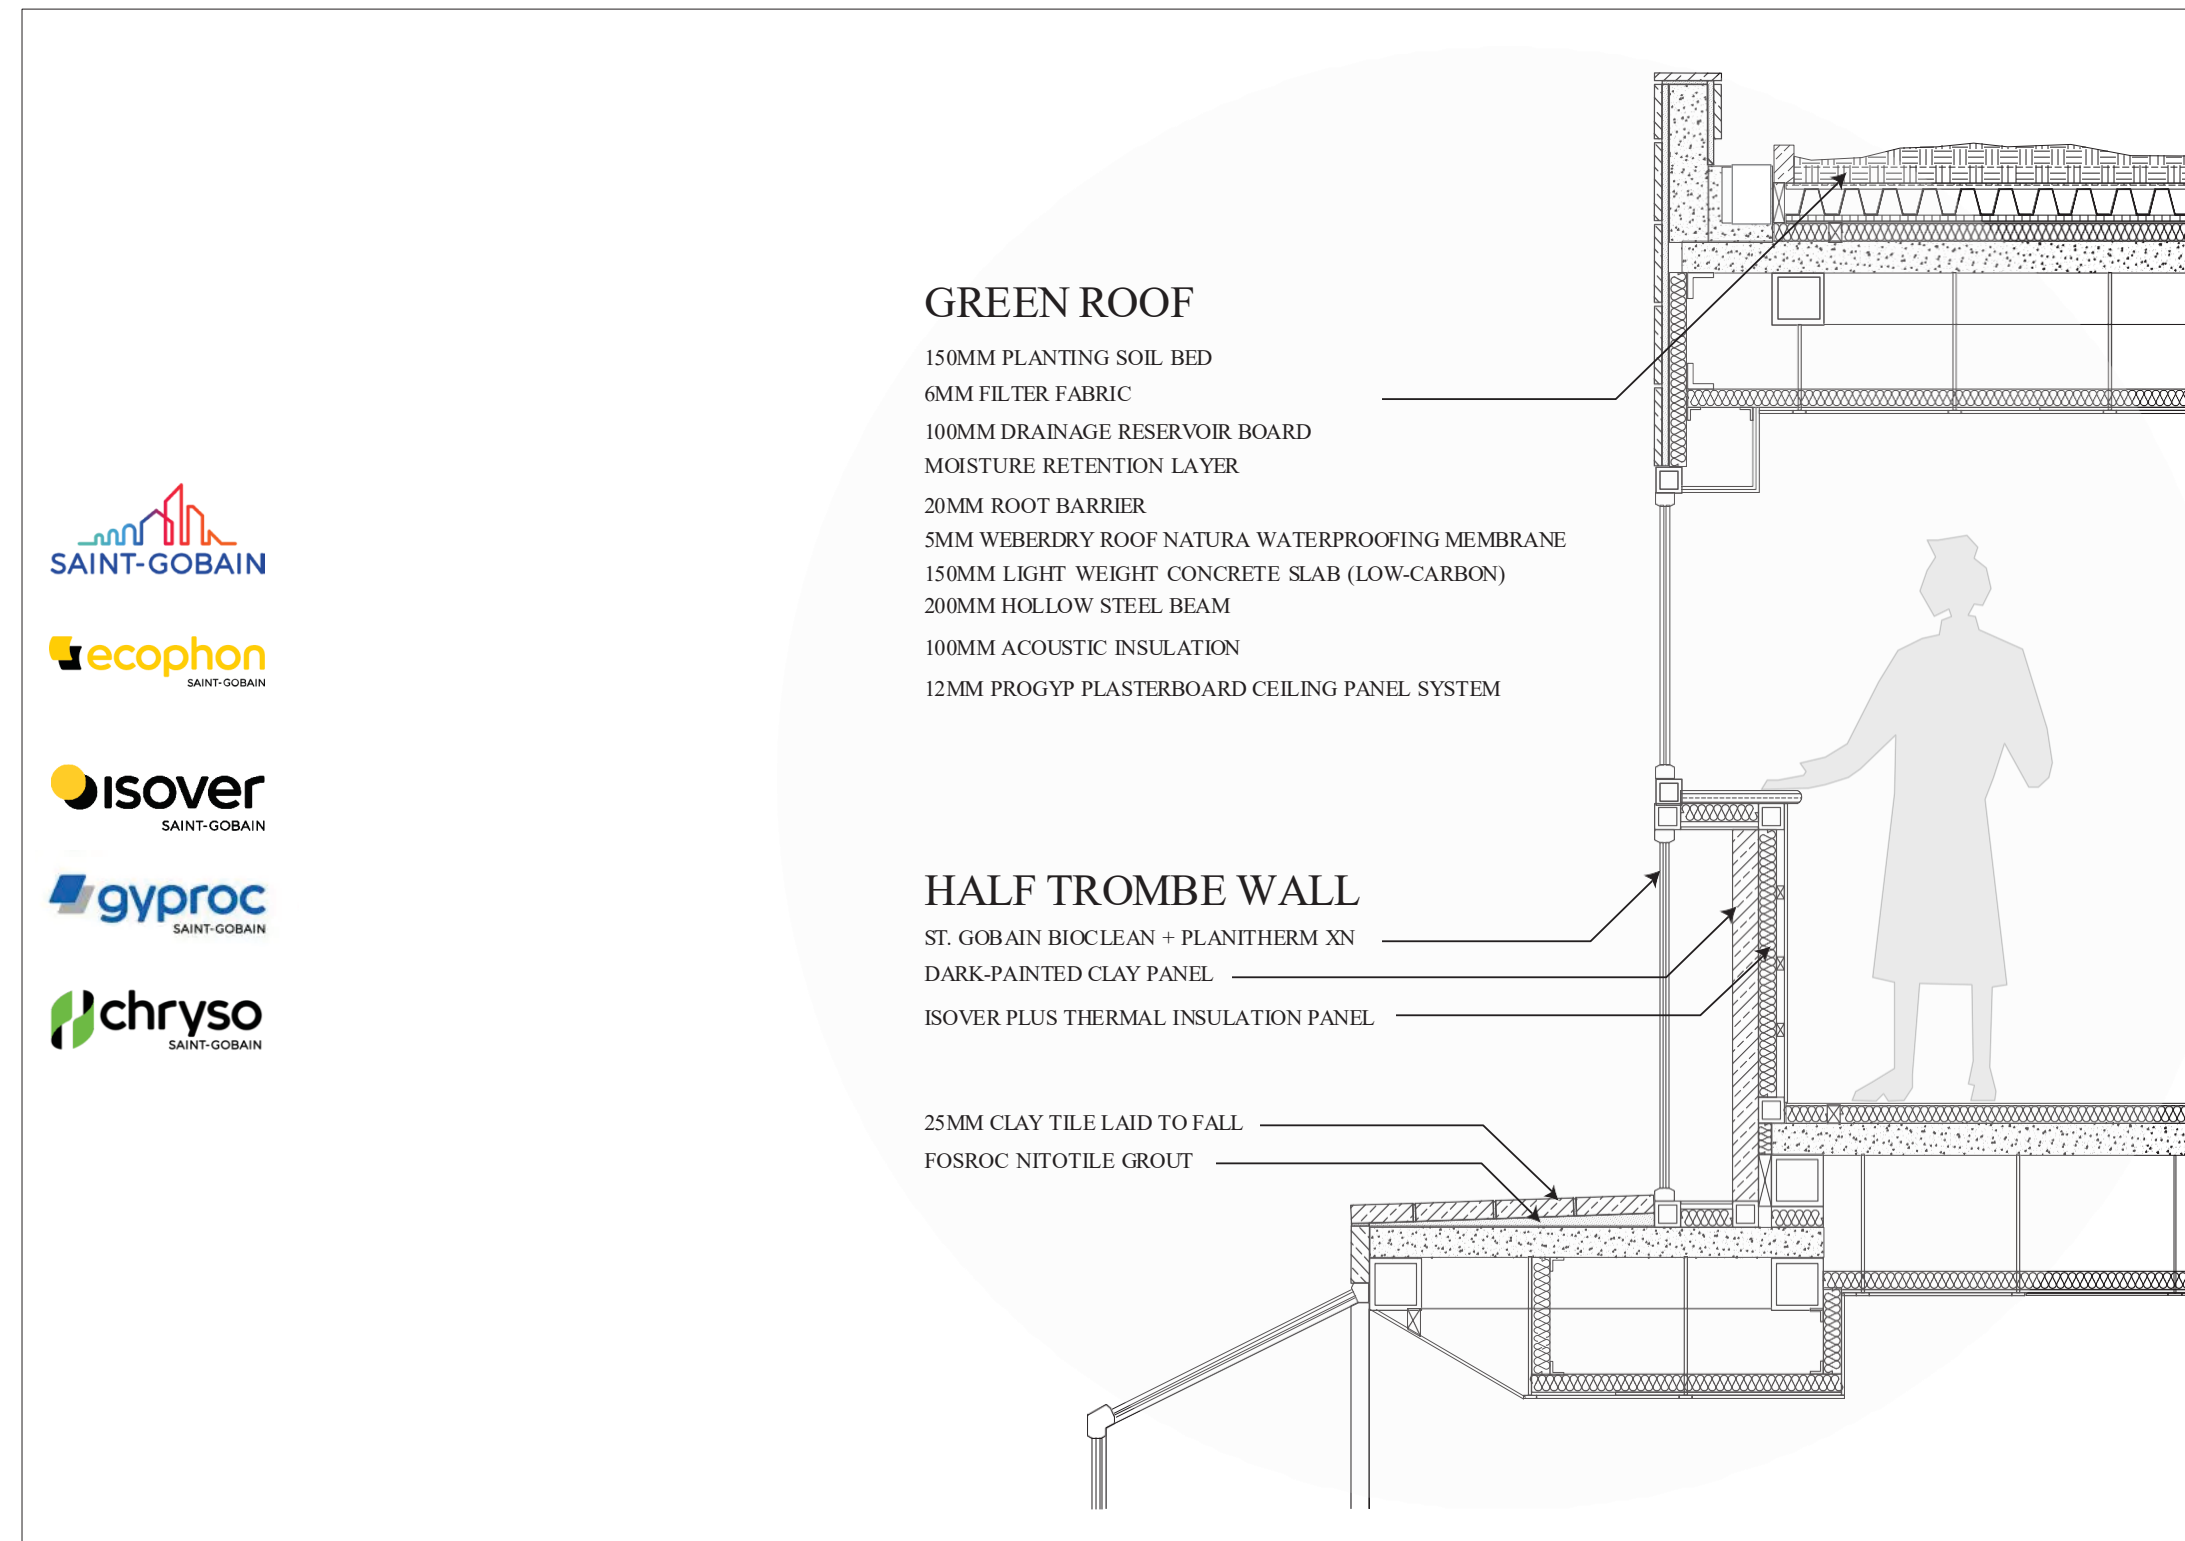 SAINT-GOBAIN
ecophon
SAINT-GOBAIN
isover
SAINT-GOBAIN
gyproc
SAINT-GOBAIN
chryso
SAINT-GOBAIN
GREEN ROOF
150MM PLANTING SOIL BED
6MM FILTER FABRIC
100MM DRAINAGE RESERVOIR BOARD
MOISTURE RETENTION LAYER
20MM ROOT BARRIER
5MM WEBERDRY ROOF NATURA WATERPROOFING MEMBRANE
150MM LIGHT WEIGHT CONCRETE SLAB (LOW-CARBON)
200MM HOLLOW STEEL BEAM
100MM ACOUSTIC INSULATION
12MM PROGYP PLASTERBOARD CEILING PANEL SYSTEM
HALF TROMBE WALL
ST. GOBAIN BIOCLEAN + PLANITHERM XN
DARK-PAINTED CLAY PANEL
ISOVER PLUS THERMAL INSULATION PANEL
25MM CLAY TILE LAID TO FALL
FOSROC NITOTILE GROUT